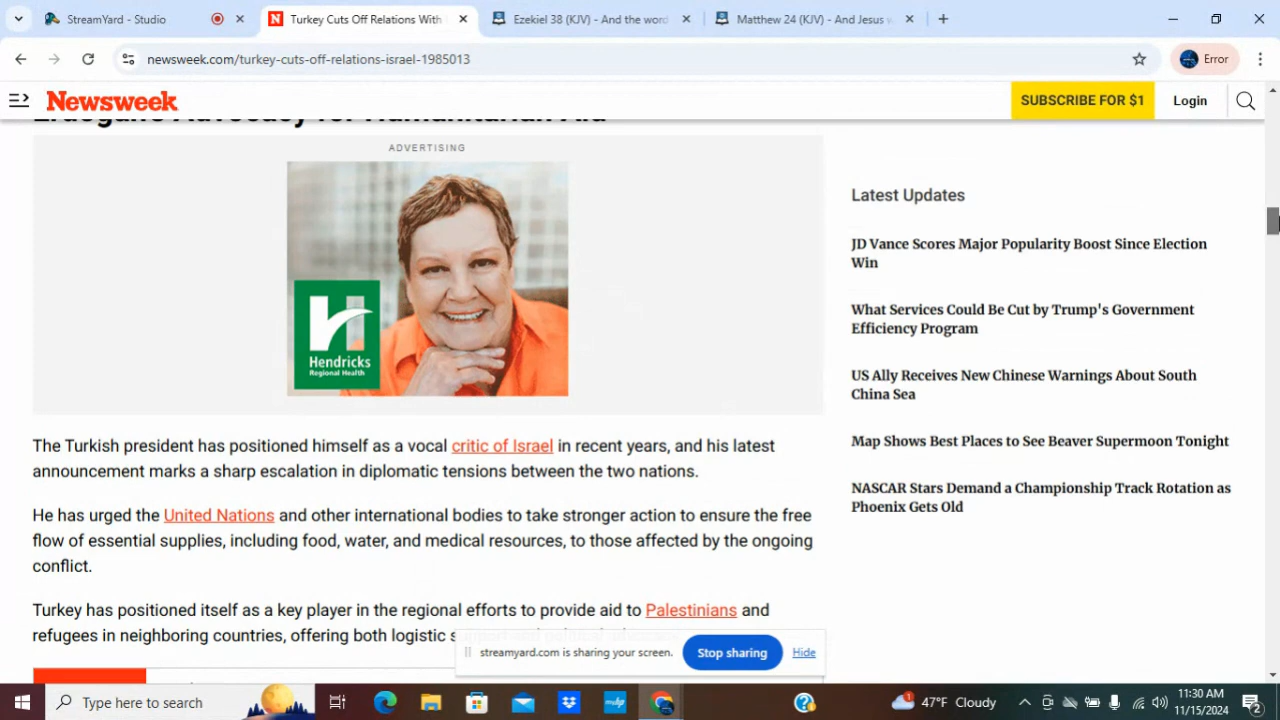 StreamYard - Studio
Turkey Cuts Off Relations With
Ezekiel 38 (KJV) - And the word
Matthew 24 (KJV) - And Jesus w
newsweek.com/turkey-cuts-off-relations-israel-1985013
Error
Newsweek
SUBSCRIBE FOR $1
Login
Erdogan's Advocacy for Humanitarian Aid
ADVERTISING
H
Hendricks
Regional Health
Latest Updates
JD Vance Scores Major Popularity Boost Since Election
Win
What Services Could Be Cut by Trump's Government
Efficiency Program
US Ally Receives New Chinese Warnings About South
China Sea
Map Shows Best Places to See Beaver Supermoon Tonight
NASCAR Stars Demand a Championship Track Rotation as
Phoenix Gets Old
The Turkish president has positioned himself as a vocal critic of Israel in recent years, and his latest
announcement marks a sharp escalation in diplomatic tensions between the two nations.
He has urged the United Nations and other international bodies to take stronger action to ensure the free
flow of essential supplies, including food, water, and medical resources, to those affected by the ongoing
conflict.
Turkey has positioned itself as a key player in the regional efforts to provide aid to Palestinians and
refugees in neighboring countries, offering both logistic
streamyard.com is sharing your screen.
Stop sharing
Hide
Type here to search
mdp
47°F Cloudy
11:30 AM
11/15/2024